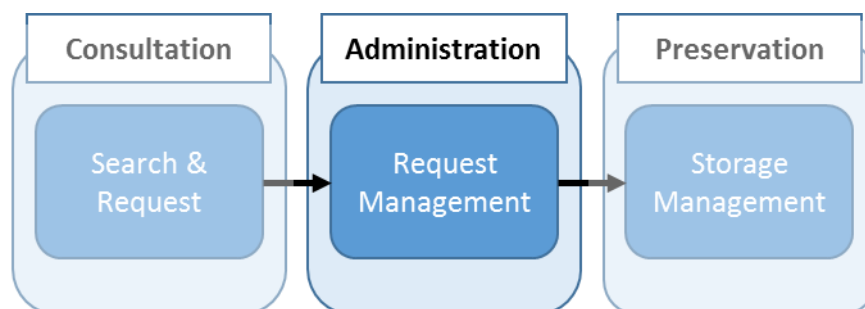 Consultation
Administration
Preservation
Search &
Request
Request
Management
Storage
Management